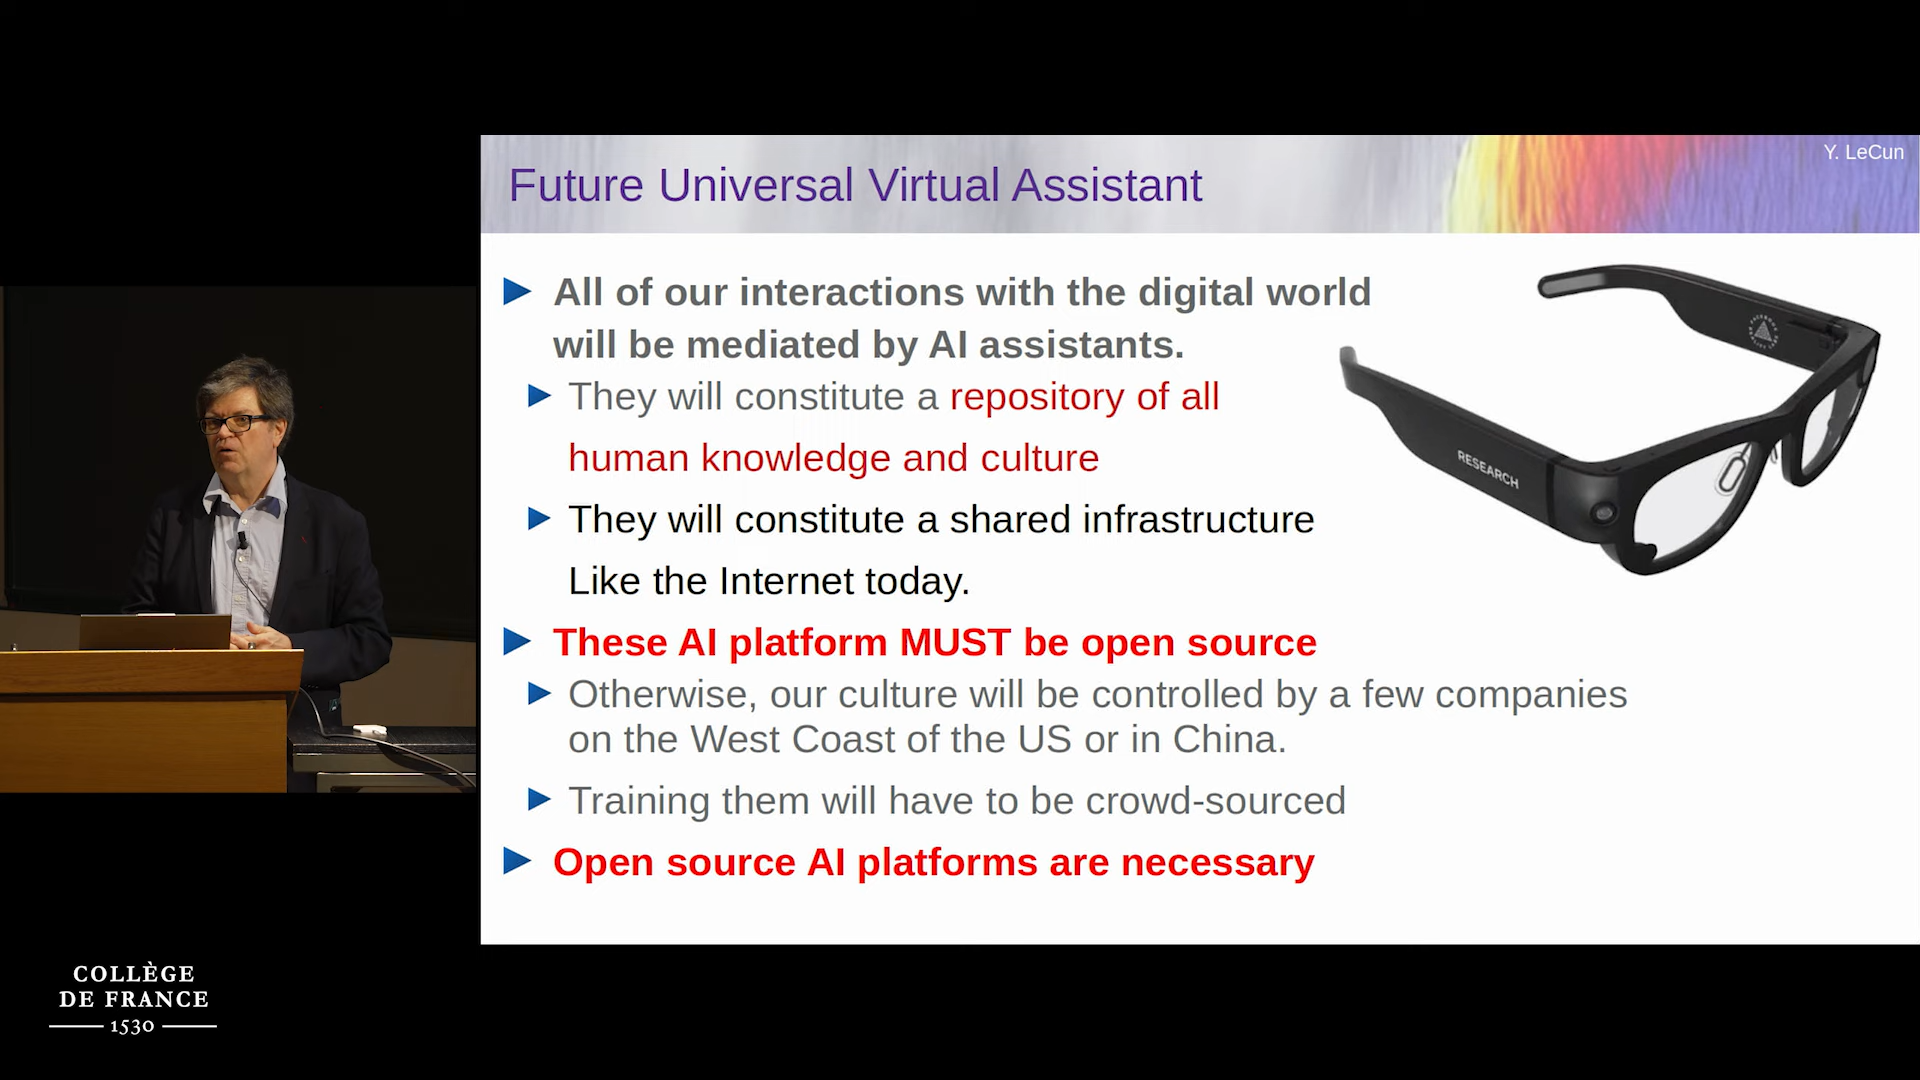 Y. LeCun
Future Universal Virtual Assistant
All of our interactions with the digital world
will be mediated by AI assistants.
They will constitute a repository of all
human knowledge and culture
They will constitute a shared infrastructure
Like the Internet today.
These AI platform MUST be open source
Otherwise, our culture will be controlled by a few companies
on the West Coast of the US or in China.
Training them will have to be crowd-sourced
Open source AI platforms are necessary
RESEARCH
COLLÈGE
DE FRANCE
1530